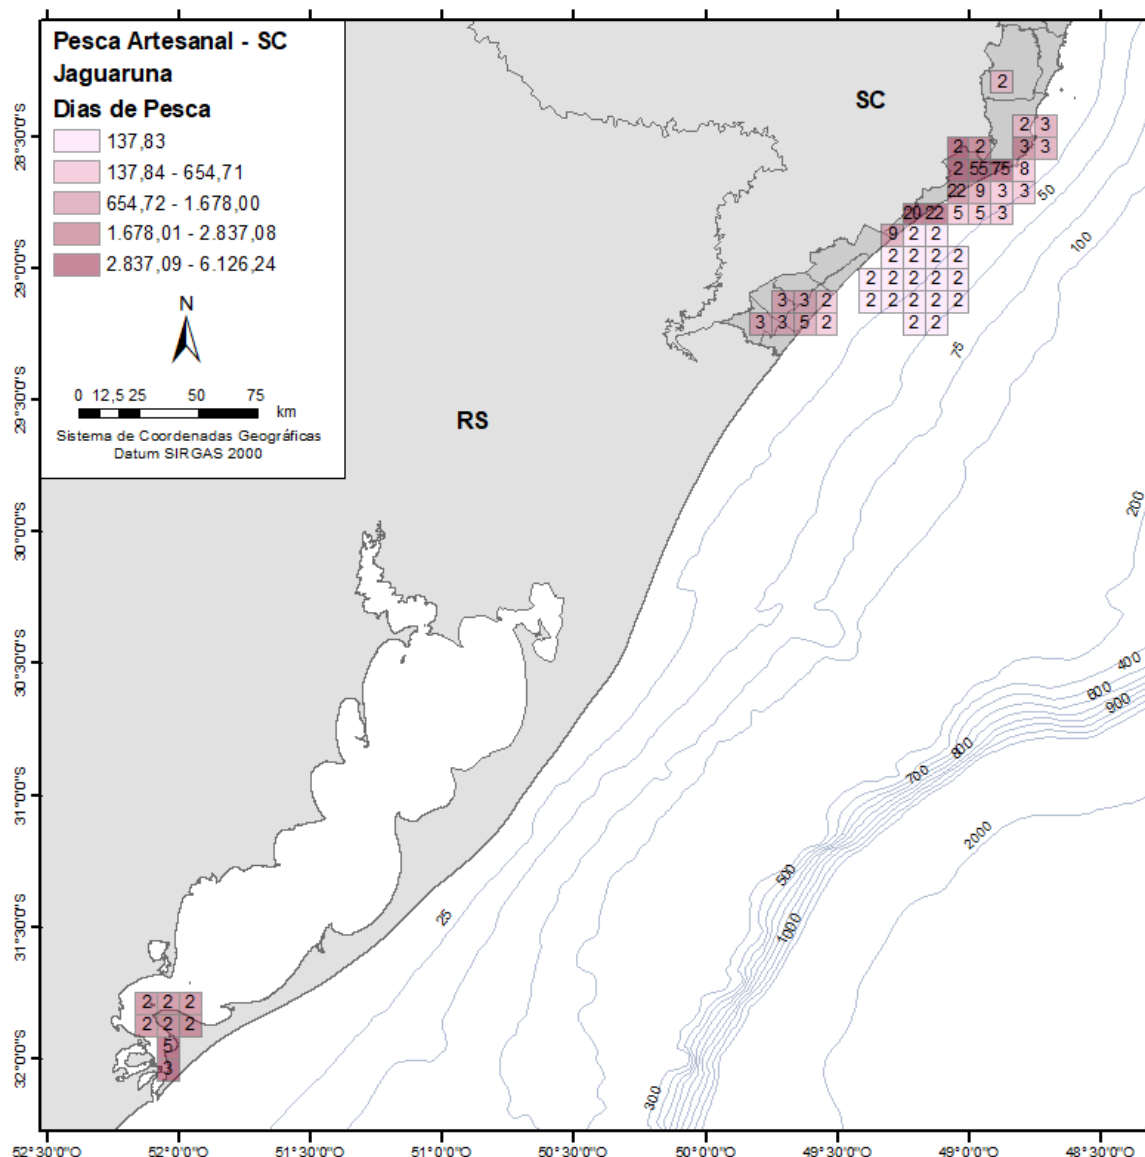 Pesca Artesanal - SC
Jaguaruna
Dias de Pesca
137,83
137,84 - 654,71
654,72 - 1.678,00
1.678,01 - 2.837,08
2.837,09 - 6.126,24
N
0 12,5 25 50 75
km
Sistema de Coordenadas Geográficas
Datum SIRGAS 2000
SC
RS
2
2 3
2 2 3 3
2 55 75 8
22 9 3 3
20 22 5 5 3
9 2 2
2 2 2 2
2 2 2 2 2
3 3 2 2 2 2 2 2
3 3 5 2 2 2
2 2 2
2 2 2
5
3
50
100
75
200
25
400
600
900
800
700
500
1000
2000
300
28°30'0"S
29°0'0"S
29°30'0"S
30°0'0"S
30°30'0"S
31°0'0"S
31°30'0"S
32°0'0"S
52°30'0"O 52°0'0"O 51°30'0"O 51°0'0"O 50°30'0"O 50°0'0"O 49°30'0"O 49°0'0"O 48°30'0"O